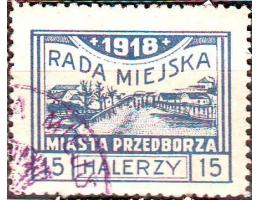 +1918+
RADA MIEJSKA
MIASTA PRZEDBORZA
15 HALERZY 15